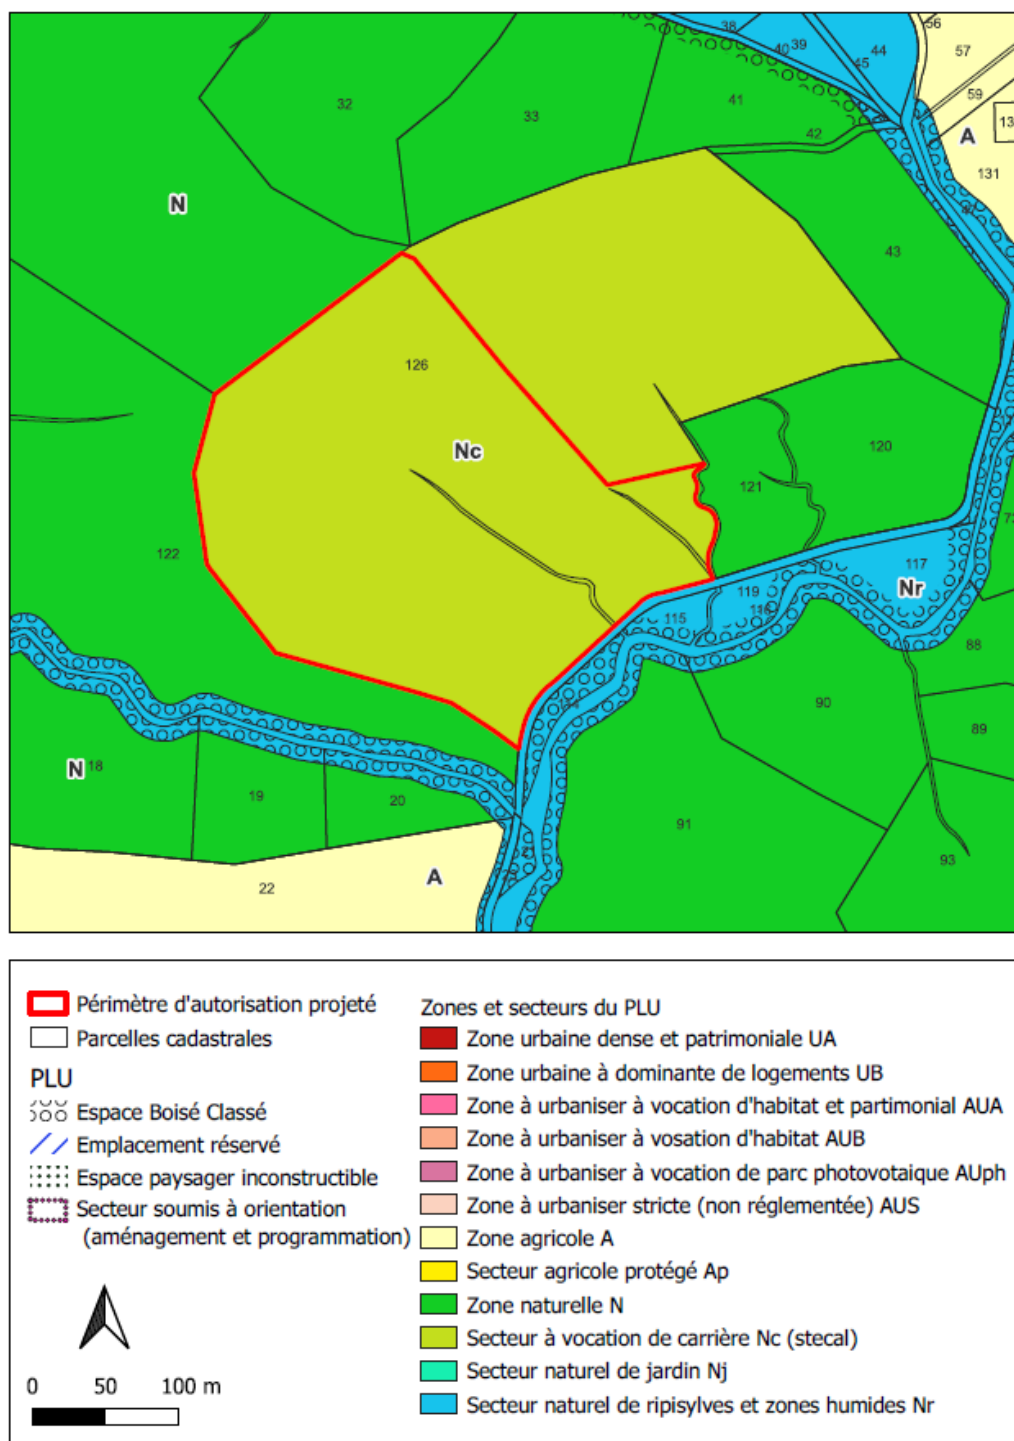 38
40 39
45
44
56
57
59
13
A
131
32
33
41
42
N
43
126
Nc
120
121
122
117
Nr
119
115
88
90
89
N 18
19
20
91
93
A
22
Périmètre d'autorisation projeté
Parcelles cadastrales
PLU
Espace Boisé Classé
Emplacement réservé
Espace paysager inconstructible
Secteur soumis à orientation
(aménagement et programmation)
0 50 100 m
Zones et secteurs du PLU
Zone urbaine dense et patrimoniale UA
Zone urbaine à dominante de logements UB
Zone à urbaniser à vocation d'habitat et partimonial AUA
Zone à urbaniser à vosation d'habitat AUB
Zone à urbaniser à vocation de parc photovotaique AUph
Zone à urbaniser stricte (non réglementée) AUS
Zone agricole A
Secteur agricole protégé Ap
Zone naturelle N
Secteur à vocation de carrière Nc (stecal)
Secteur naturel de jardin Nj
Secteur naturel de ripisylves et zones humides Nr